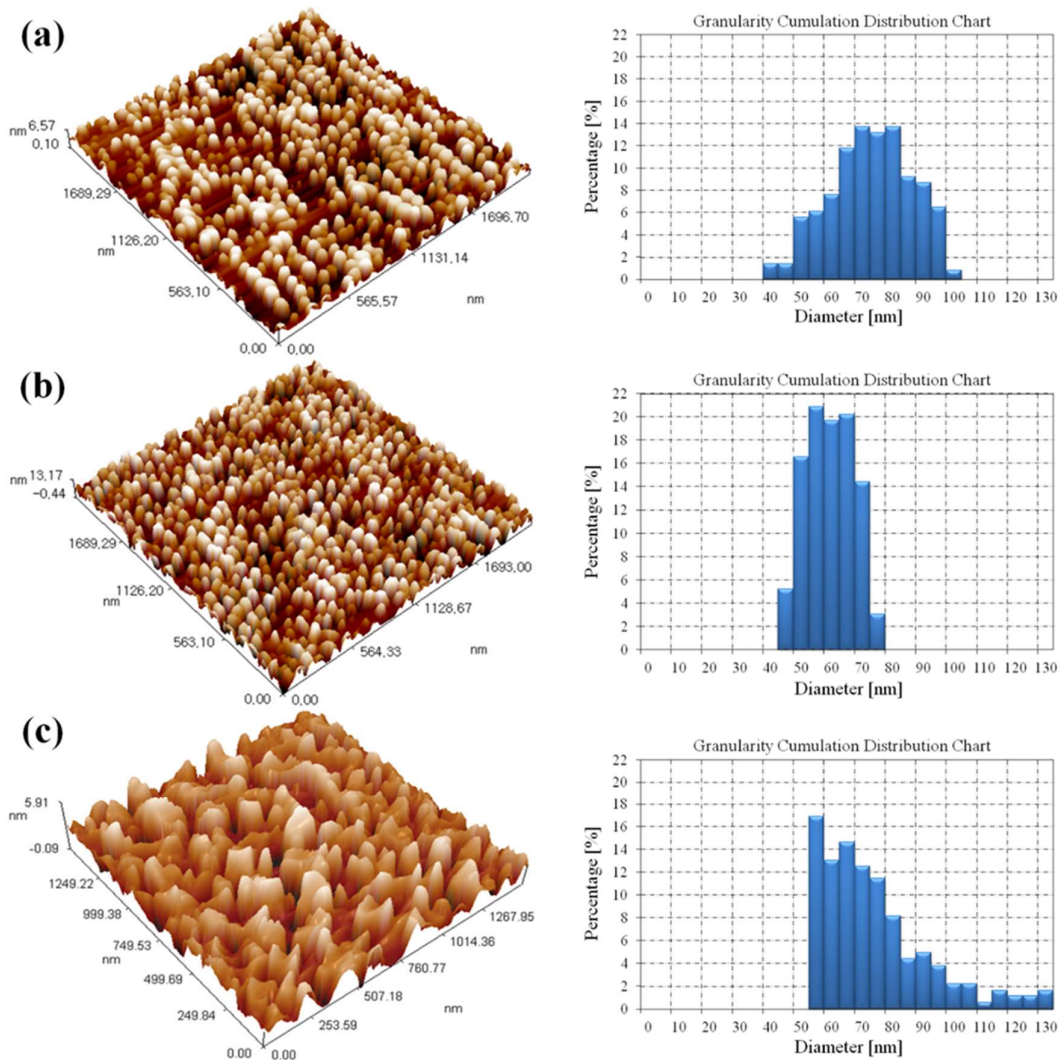 (a)
nm 6.57
0.10
1689,29
1126,20
nm
563,10
0,00
0,00
565,57
1131,14
1696,70
nm
Granularity Cumulation Distribution Chart
Percentage [%]
22
20
18
16
14
12
10
8
6
4
2
0
0 10 20 30 40 50 60 70 80 90 100 110 120 130
Diameter [nm]
(b)
nm 13.17
−0,44
1689,29
1126,20
nm
563,10
0,00
0,00
564,33
1128,67
1693,00
nm
Granularity Cumulation Distribution Chart
Percentage [%]
22
20
18
16
14
12
10
8
6
4
2
0
0 10 20 30 40 50 60 70 80 90 100 110 120 130
Diameter [nm]
(c)
5.91
nm
-0.09
1249.22
999.38
749.53
nm
499.69
249.84
0.00
0.00
253.59
507.18
760.77
1014.36
1267.95
nm
Granularity Cumulation Distribution Chart
Percentage [%]
22
20
18
16
14
12
10
8
6
4
2
0
0 10 20 30 40 50 60 70 80 90 100 110 120 130
Diameter [nm]